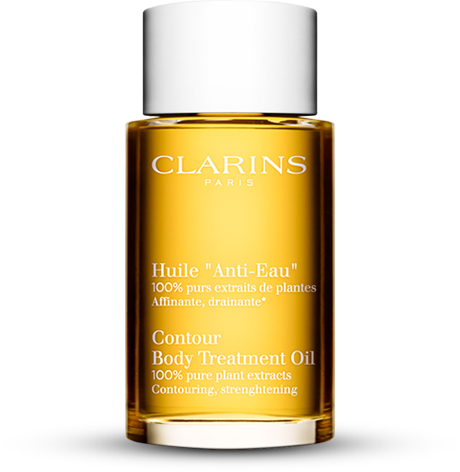 CLARINS
PARIS
Huile "Anti-Eau"
100% purs extraits de plantes
Affinante, drainante*
Contour
Body Treatment Oil
100% pure plant extracts
Contouring, strenghtening